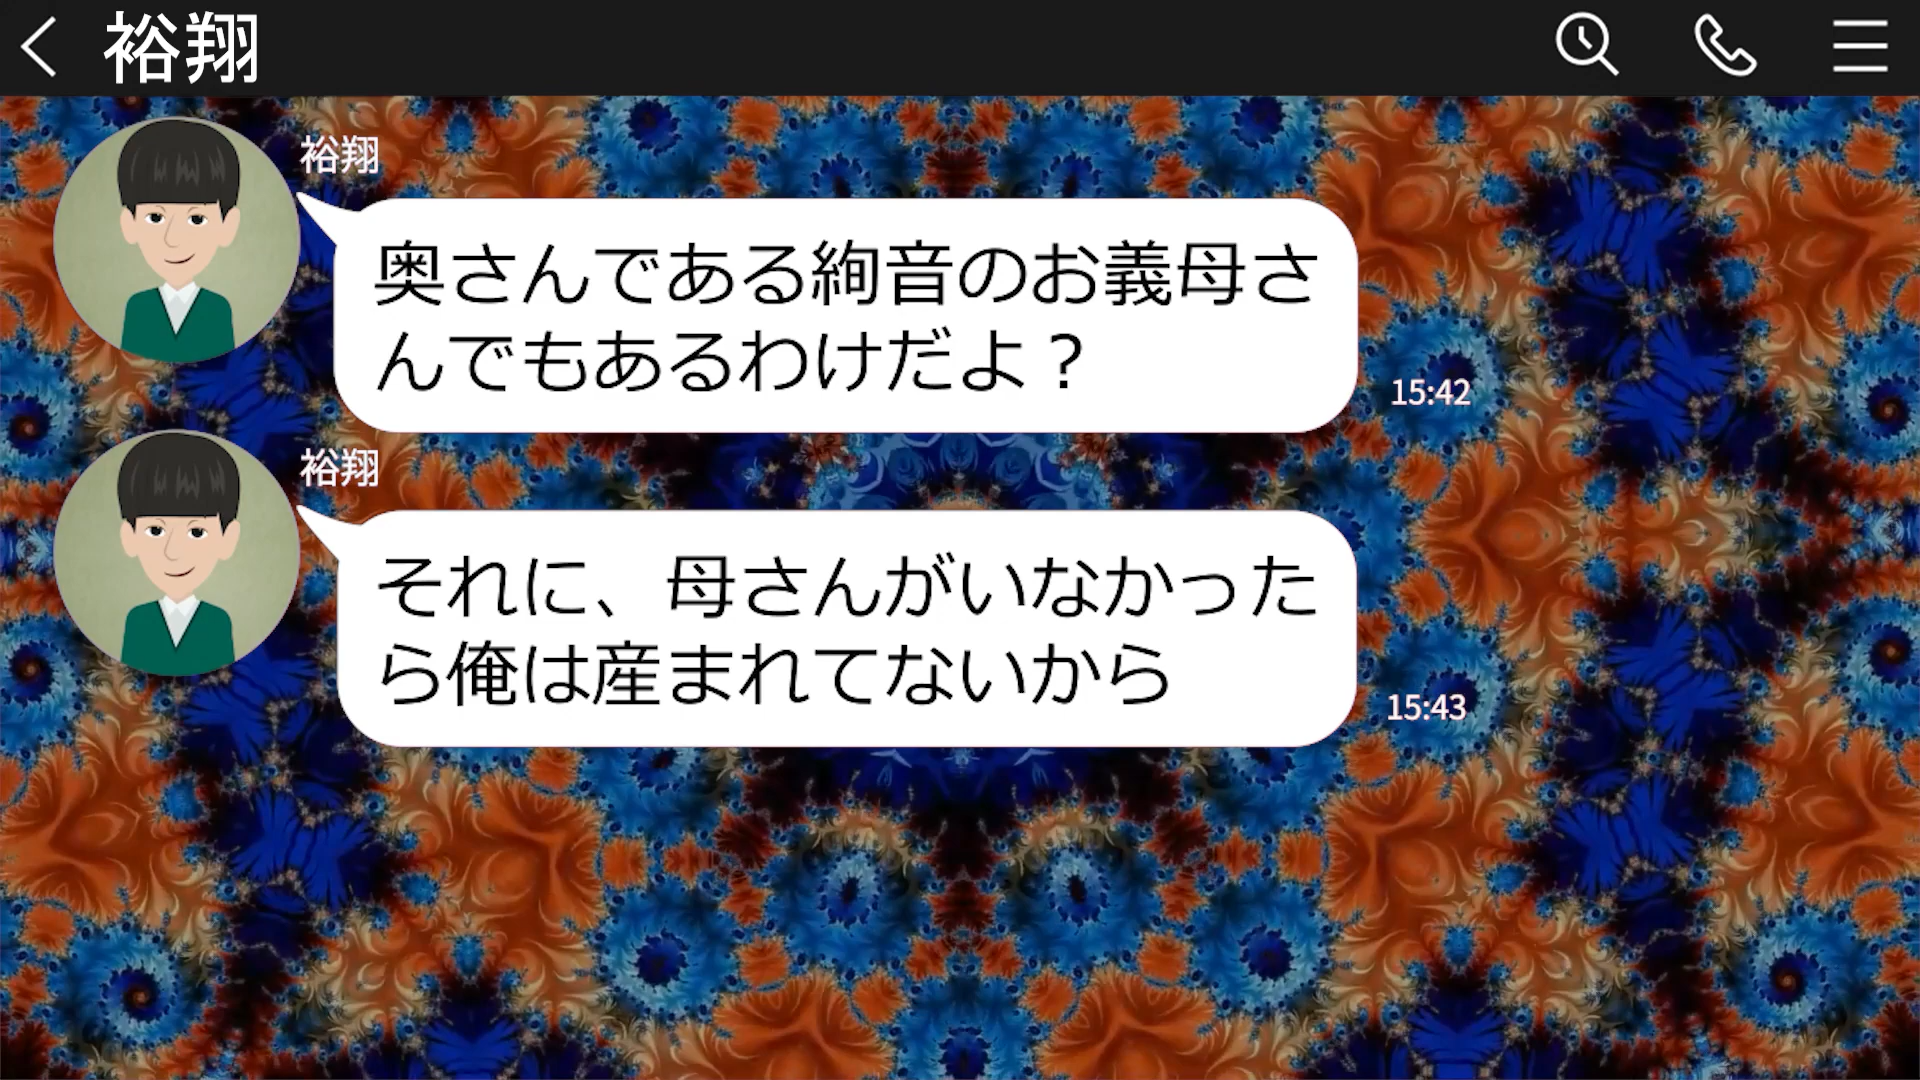 裕翔
裕翔
奥さんである絢音のお義母さ
んでもあるわけだよ？
15:42
裕翔
それに、母さんがいなかった
ら俺は産まれてないから
15:43